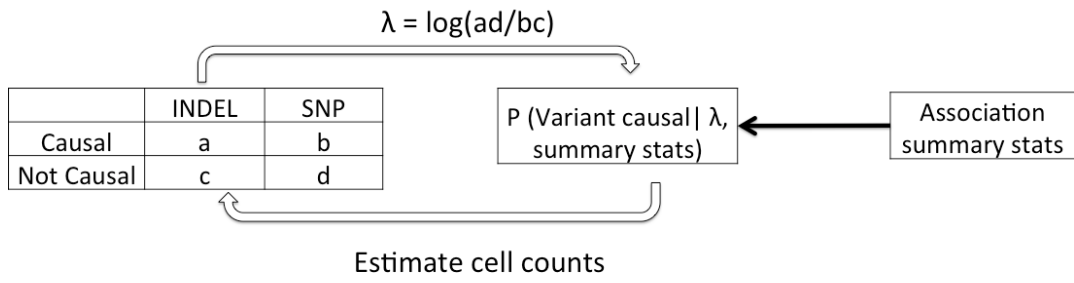 λ = log(ad/bc)
INDEL SNP
Causal a b
Not Causal c d
P (Variant causal| λ,
summary stats)
Association
summary stats
Estimate cell counts